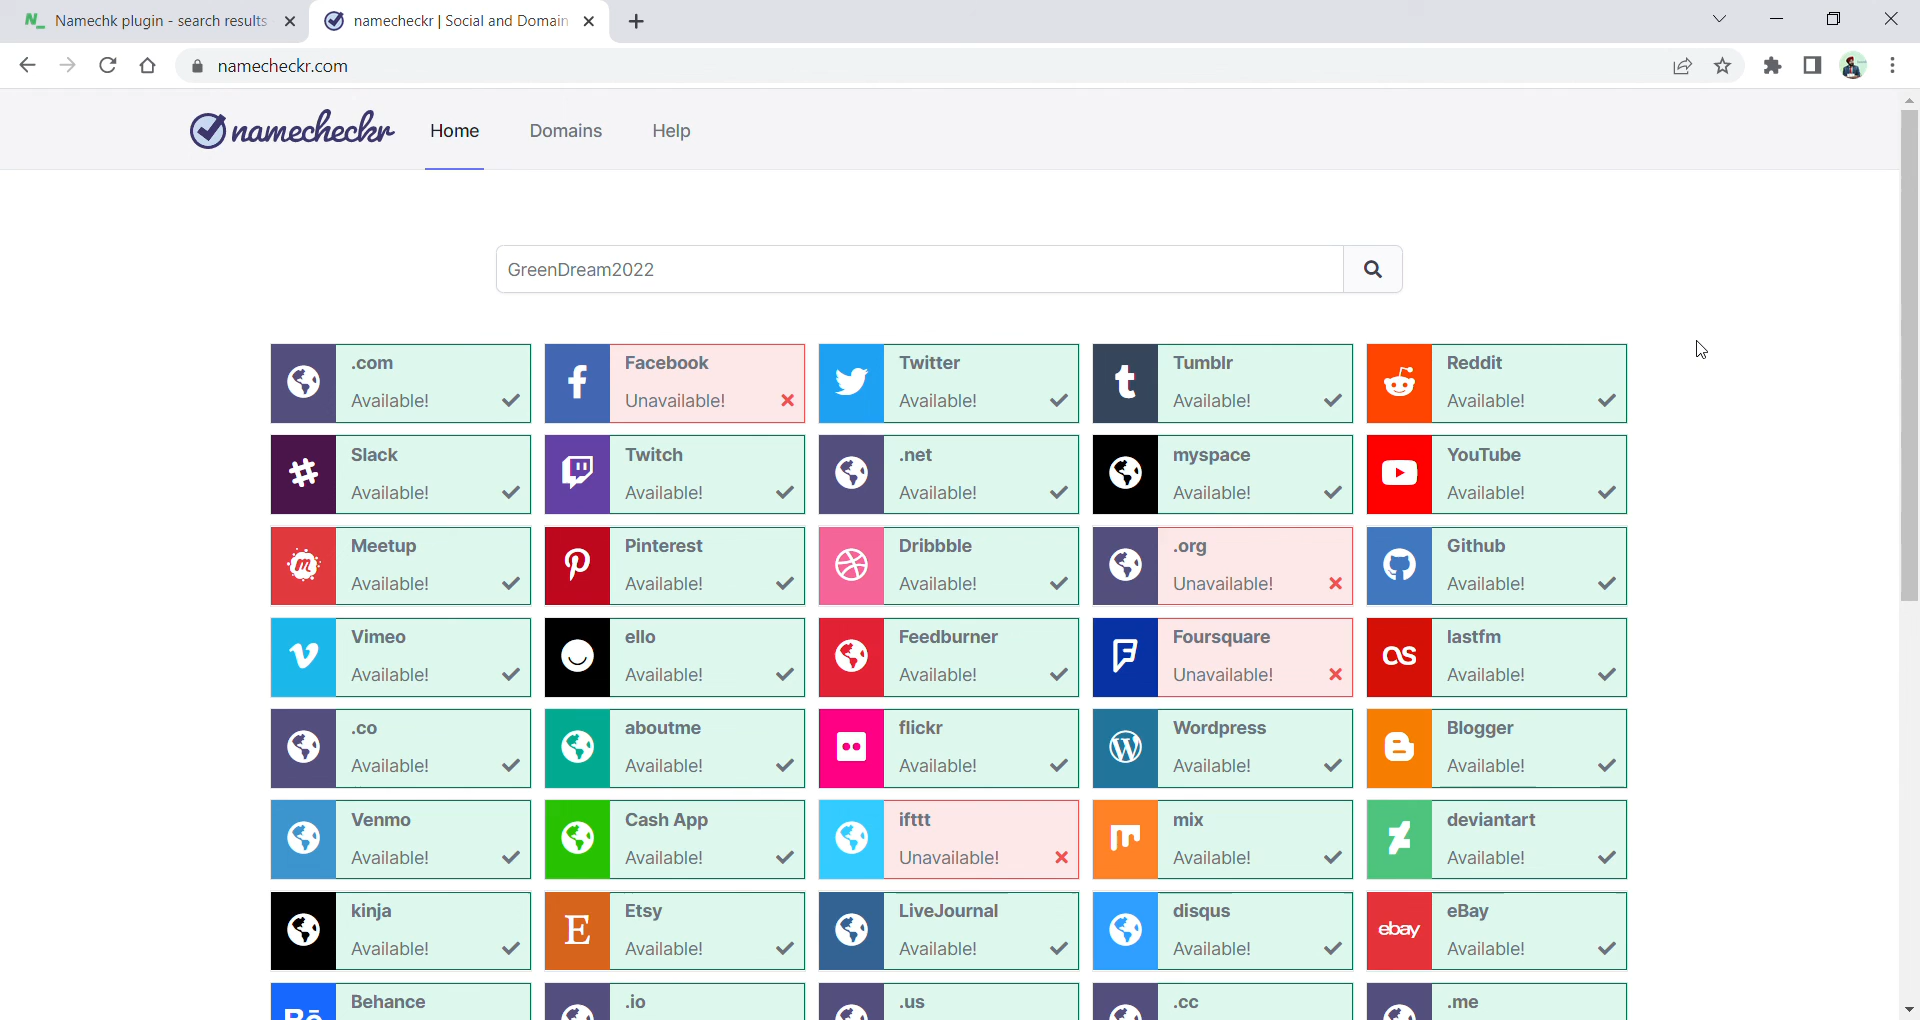 Namechk plugin - search results
namecheckr | Social and Domain
namecheckr.com
namecheckr
Home
Domains
Help
GreenDream2022
.com
Available!
Facebook
Unavailable!
Twitter
Available!
Tumblr
Available!
Reddit
Available!
Slack
Available!
Twitch
Available!
.net
Available!
myspace
Available!
YouTube
Available!
Meetup
Available!
Pinterest
Available!
Dribbble
Available!
.org
Unavailable!
Github
Available!
Vimeo
Available!
ello
Available!
Feedburner
Available!
Foursquare
Unavailable!
lastfm
Available!
.co
Available!
aboutme
Available!
flickr
Available!
Wordpress
Available!
Blogger
Available!
Venmo
Available!
Cash App
Available!
ifttt
Unavailable!
mix
Available!
deviantart
Available!
kinja
Available!
Etsy
Available!
LiveJournal
Available!
disqus
Available!
ebay
eBay
Available!
Behance
.io
.us
.cc
.me